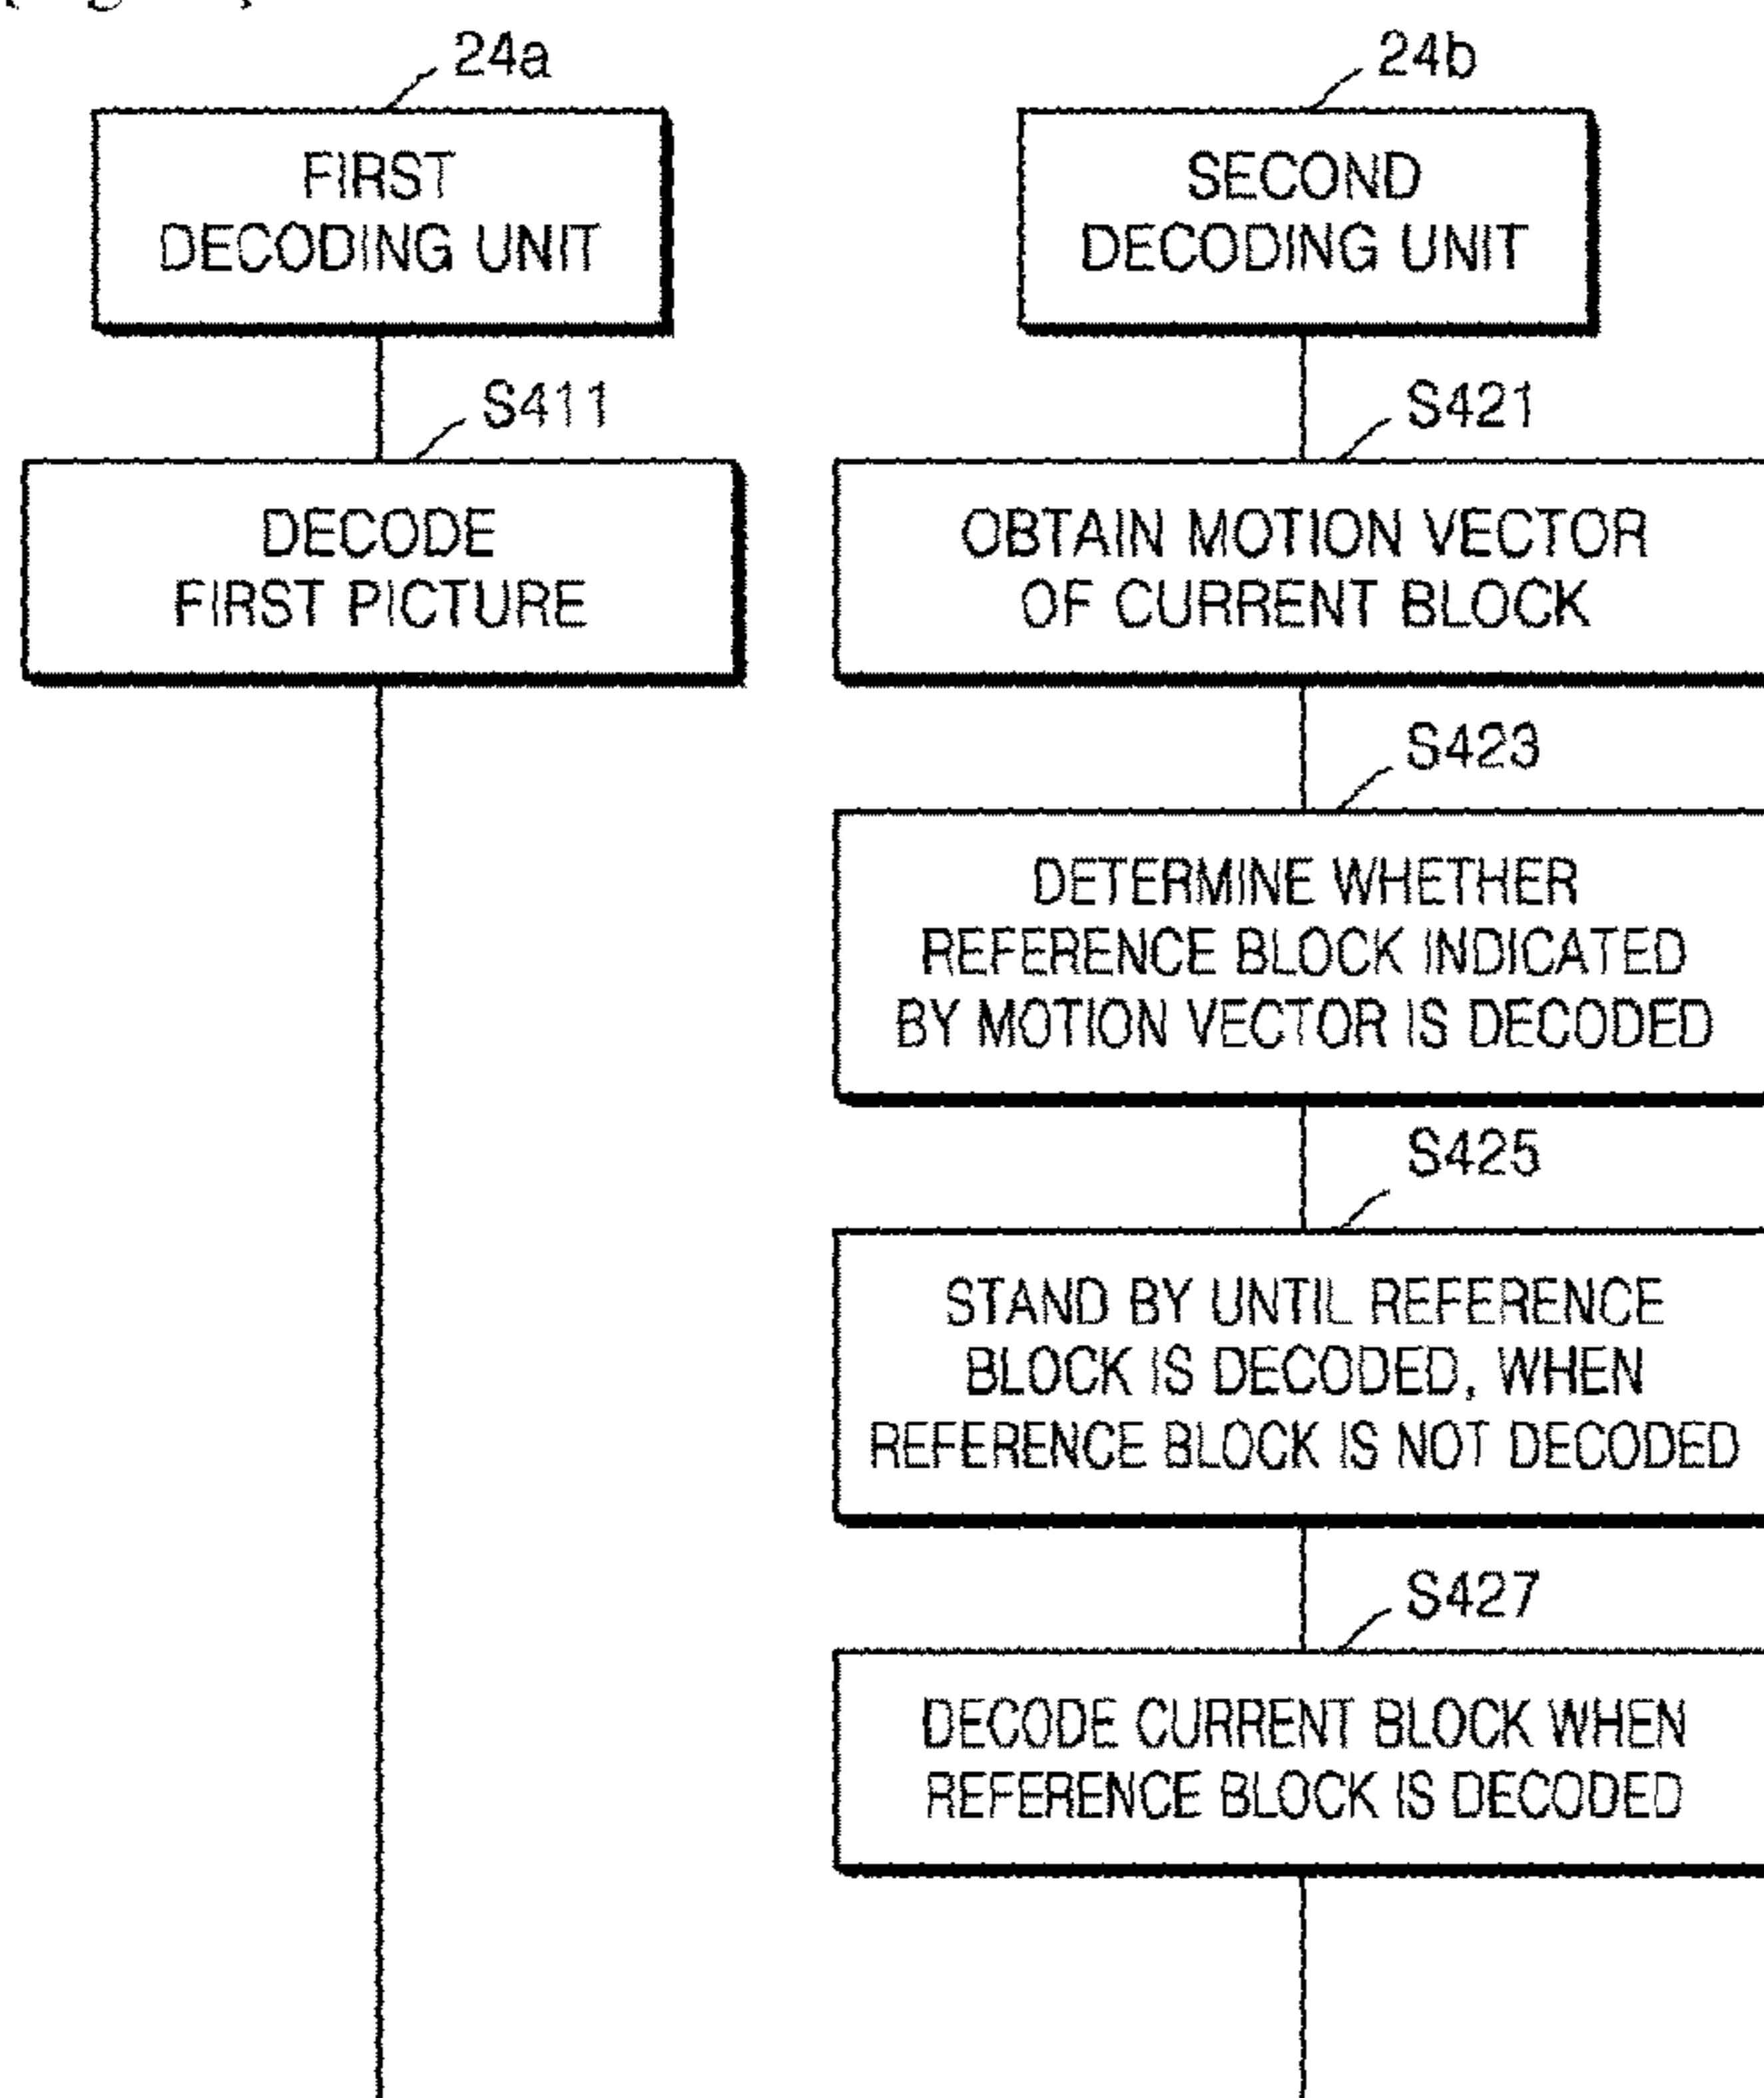 24a
24b
FIRST
DECODING UNIT
SECOND
DECODING UNIT
S411
S421
DECODE
FIRST PICTURE
OBTAIN MOTION VECTOR
OF CURRENT BLOCK
S423
DETERMINE WHETHER
REFERENCE BLOCK INDICATED
BY MOTION VECTOR IS DECODED
S425
STAND BY UNTIL REFERENCE
BLOCK IS DECODED, WHEN
REFERENCE BLOCK IS NOT DECODED
S427
DECODE CURRENT BLOCK WHEN
REFERENCE BLOCK IS DECODED